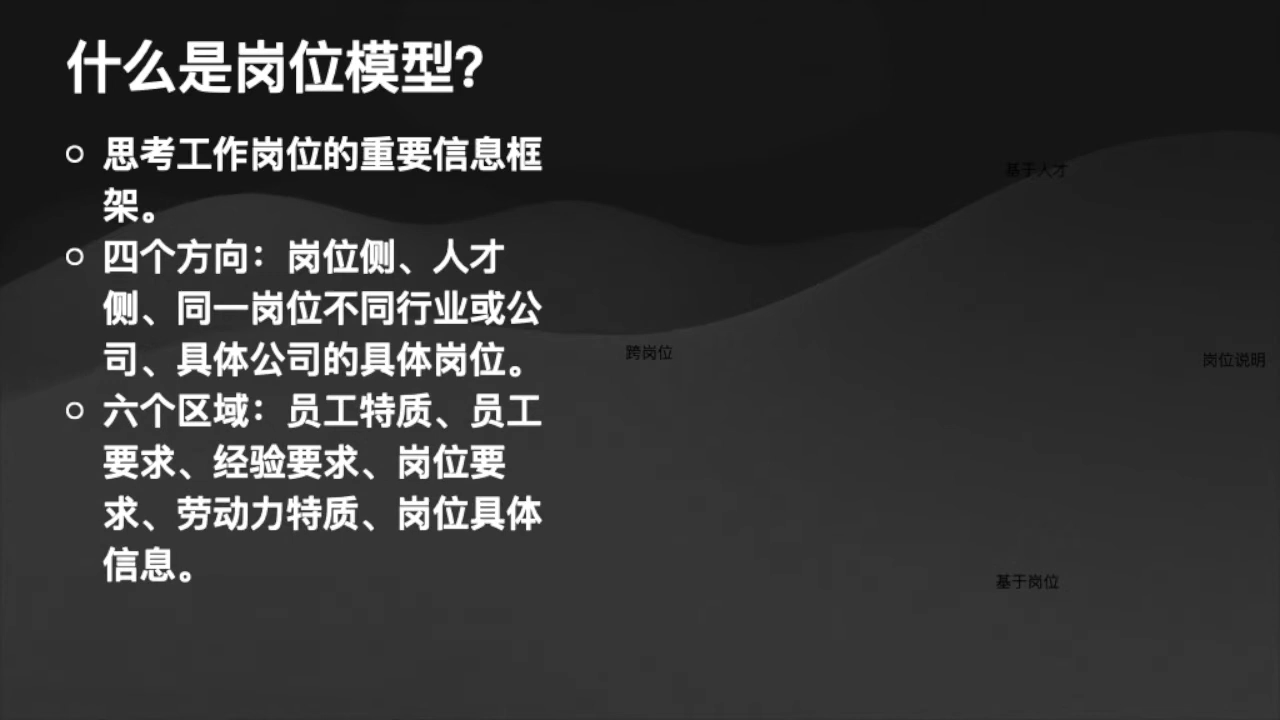 什么是岗位模型？
思考工作岗位的重要信息框
架。
四个方向：岗位侧、人才
侧、同一岗位不同行业或公
司、具体公司的具体岗位。
六个区域：员工特质、员工
要求、经验要求、岗位要
求、劳动力特质、岗位具体
信息。
基于人才
跨岗位
岗位说明
基于岗位